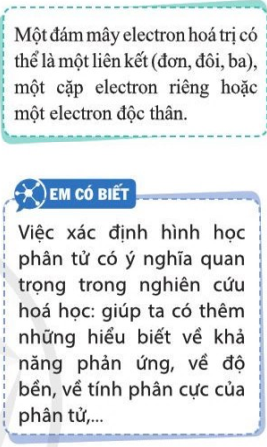 Một đám mây electron hoá trị có
thể là một liên kết (đơn, đôi, ba),
một cặp electron riêng hoặc
một electron độc thân.
EM CÓ BIẾT
Việc xác định hình học
phân tử có ý nghĩa quan
trọng trong nghiên cứu
hoá học: giúp ta có thêm
những hiểu biết về khả
năng phản ứng, về độ
bền, về tính phân cực của
phân tử,...